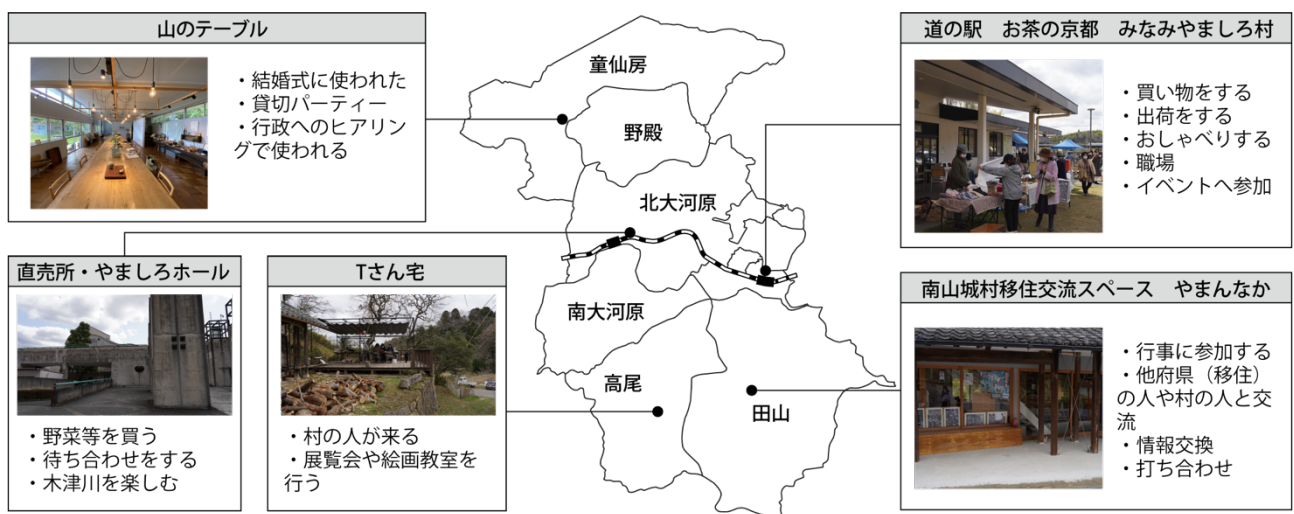 山のテーブル
・結婚式に使われた
・貸切パーティー
・行政へのヒアリン
グで使われる
直売所・やましろホール
・野菜等を買う
・待ち合わせをする
・木津川を楽しむ
Tさん宅
・村の人が来る
・展覧会や絵画教室を
行う
童仙房
野殿
北大河原
南大河原
高尾
田山
道の駅　お茶の京都　みなみやましろ村
・買い物をする
・出荷をする
・おしゃべりする
・職場
・イベントへ参加
南山城村移住交流スペース　やまんなか
・行事に参加する
・他府県（移住）
の人や村の人と交
流
・情報交換
・打ち合わせ